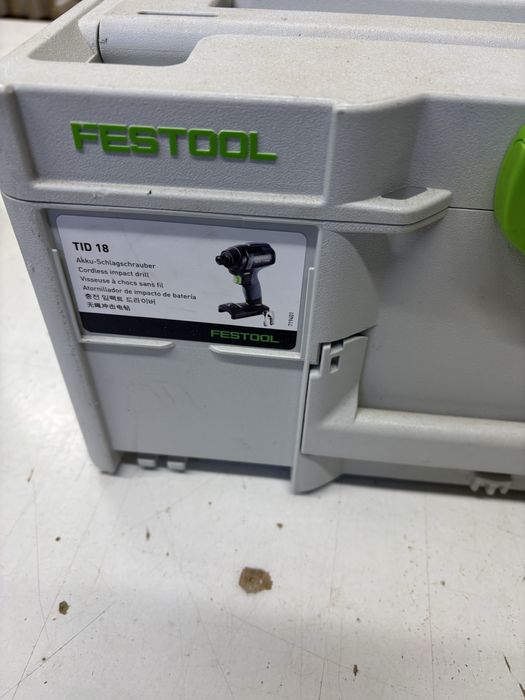 FESTOOL
TID 18
Akku-Schlagschrauber
Cordless impact drill
Visseuse à chocs sans fil
Atornillador de impacto de batería
충전 임팩트 드라이버
无绳冲击电钻
FESTOOL